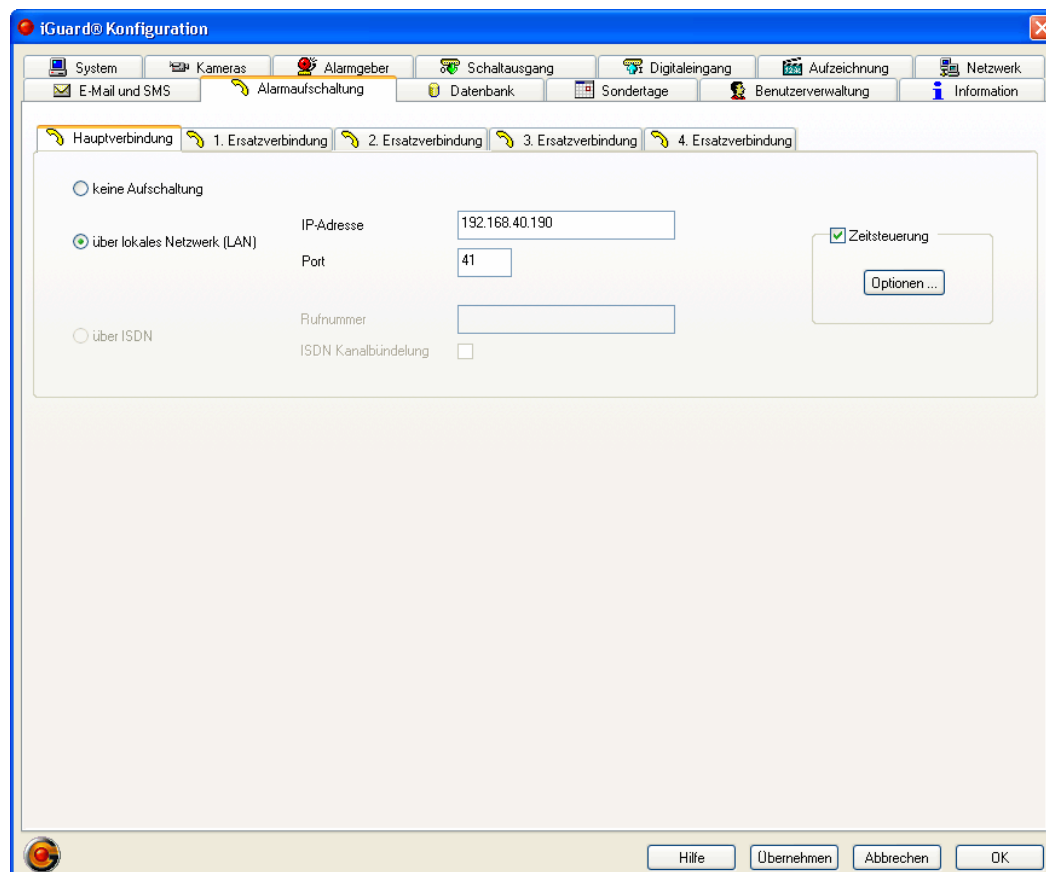 iGuard® Konfiguration
System Kameras Alarmgeber Schaltausgang Digitaleingang Aufzeichnung Netzwerk
E-Mail und SMS Alarmaufschaltung Datenbank Sondertage Benutzerverwaltung Information
Hauptverbindung 1. Ersatzverbindung 2. Ersatzverbindung 3. Ersatzverbindung 4. Ersatzverbindung
keine Aufschaltung
IP-Adresse 192.168.40.190
über lokales Netzwerk (LAN) Zeitsteuerung
Port 41
Optionen ...
Rufnummer
über ISDN
ISDN Kanalbündelung
Hilfe Übernehmen Abbrechen OK